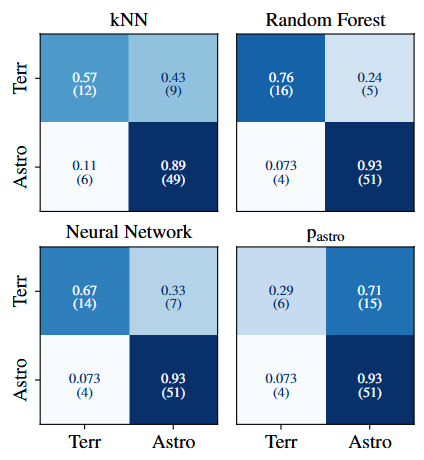 kNN
Random Forest
Terr
0.57
(12)
0.43
(9)
0.76
(16)
0.24
(5)
Astro
0.11
(6)
0.89
(49)
0.073
(4)
0.93
(51)
Neural Network
p_astro
Terr
0.67
(14)
0.33
(7)
0.29
(6)
0.71
(15)
Astro
0.073
(4)
0.93
(51)
0.073
(4)
0.93
(51)
Terr
Astro
Terr
Astro